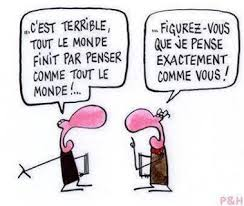 ...C'EST TERRIBLE,
TOUT LE MONDE
FINIT PAR PENSER
COMME TOUT LE
MONDE !...
...FIGUREZ-VOUS
QUE JE PENSE
EXACTEMENT
COMME VOUS !
P&H